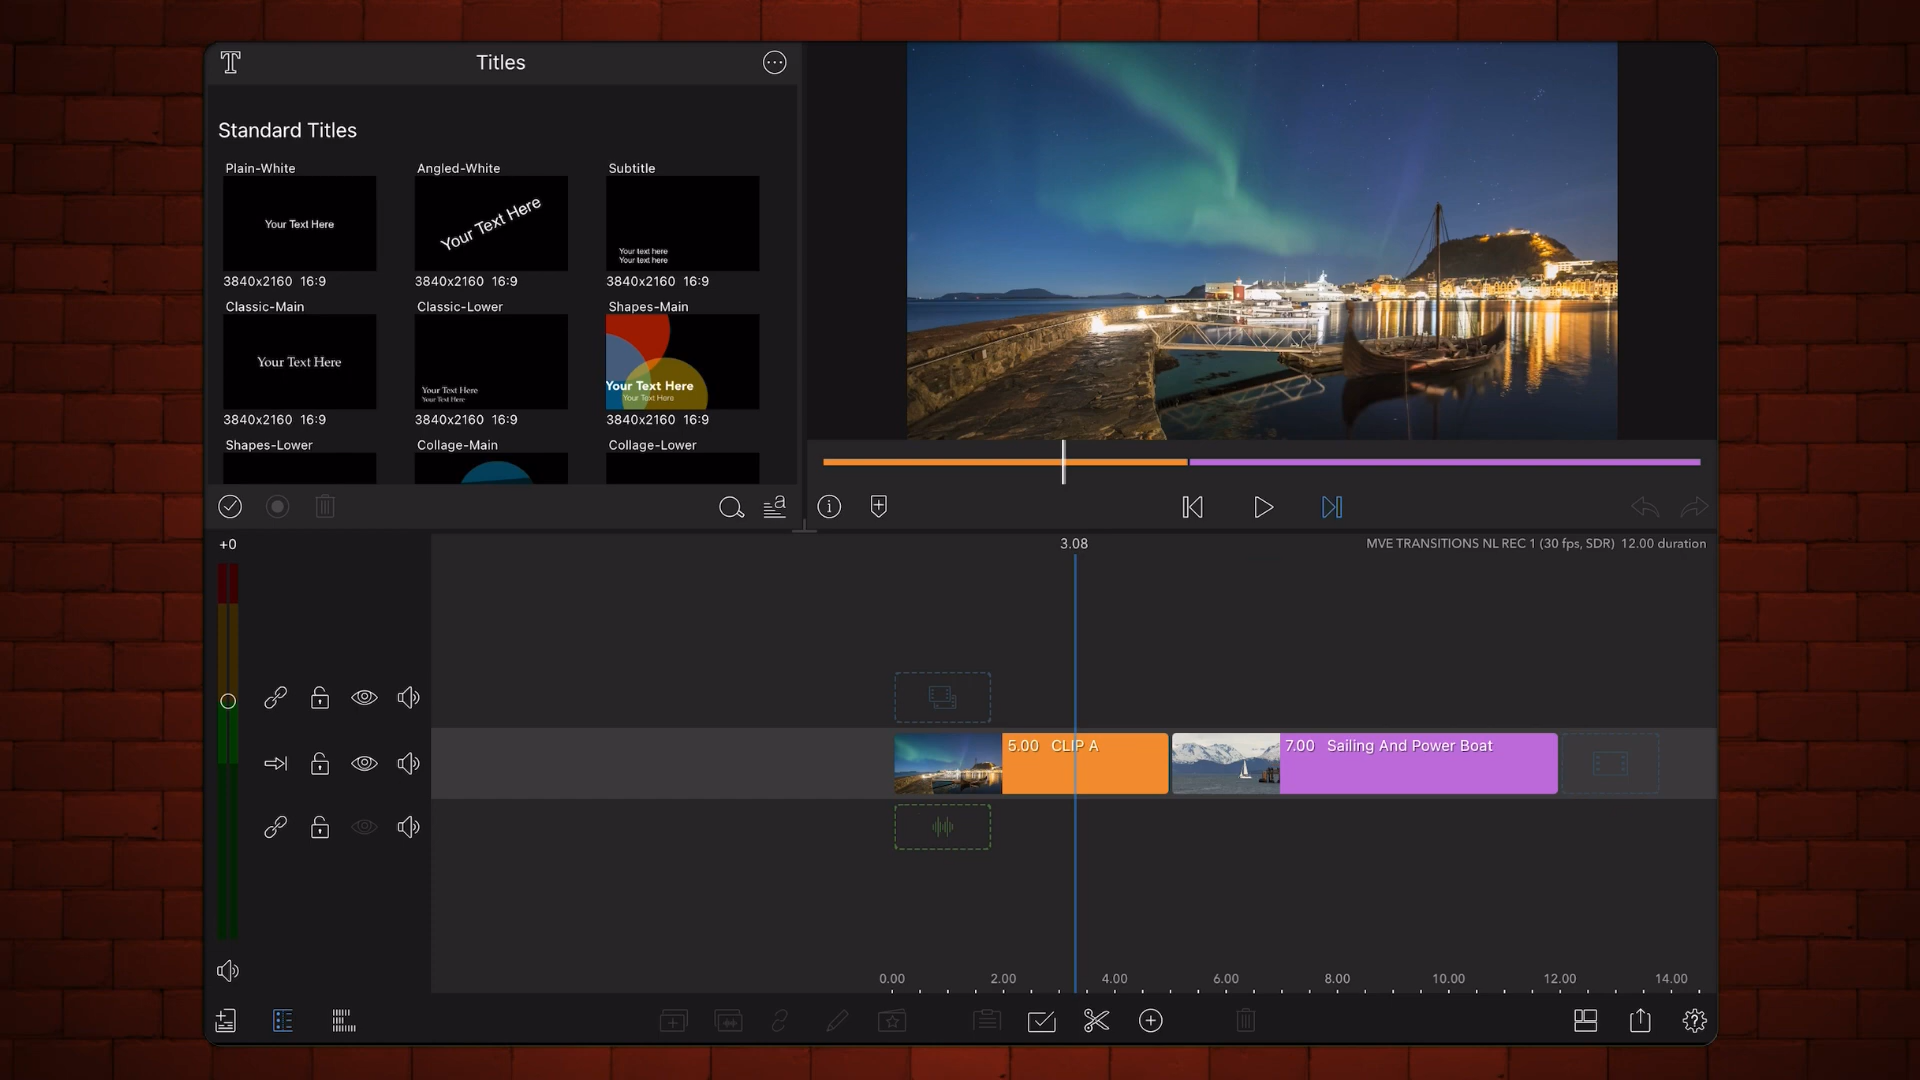 Titles
Standard Titles
Plain-White
Angled-White
Subtitle
Your Text Here
Your Text Here
Your text here
Your text here
3840x2160 16:9
3840x2160 16:9
3840x2160 16:9
Classic-Main
Classic-Lower
Shapes-Main
Your Text Here
Your Text Here
Your Text Here
Your Text Here
Your Text Here
3840x2160 16:9
3840x2160 16:9
3840x2160 16:9
Shapes-Lower
Collage-Main
Collage-Lower
+0
3.08
MVE TRANSITIONS NL REC 1 (30 fps, SDR) 12.00 duration
5.00 CLIP A
7.00 Sailing And Power Boat
0.00 2.00 4.00 6.00 8.00 10.00 12.00 14.00